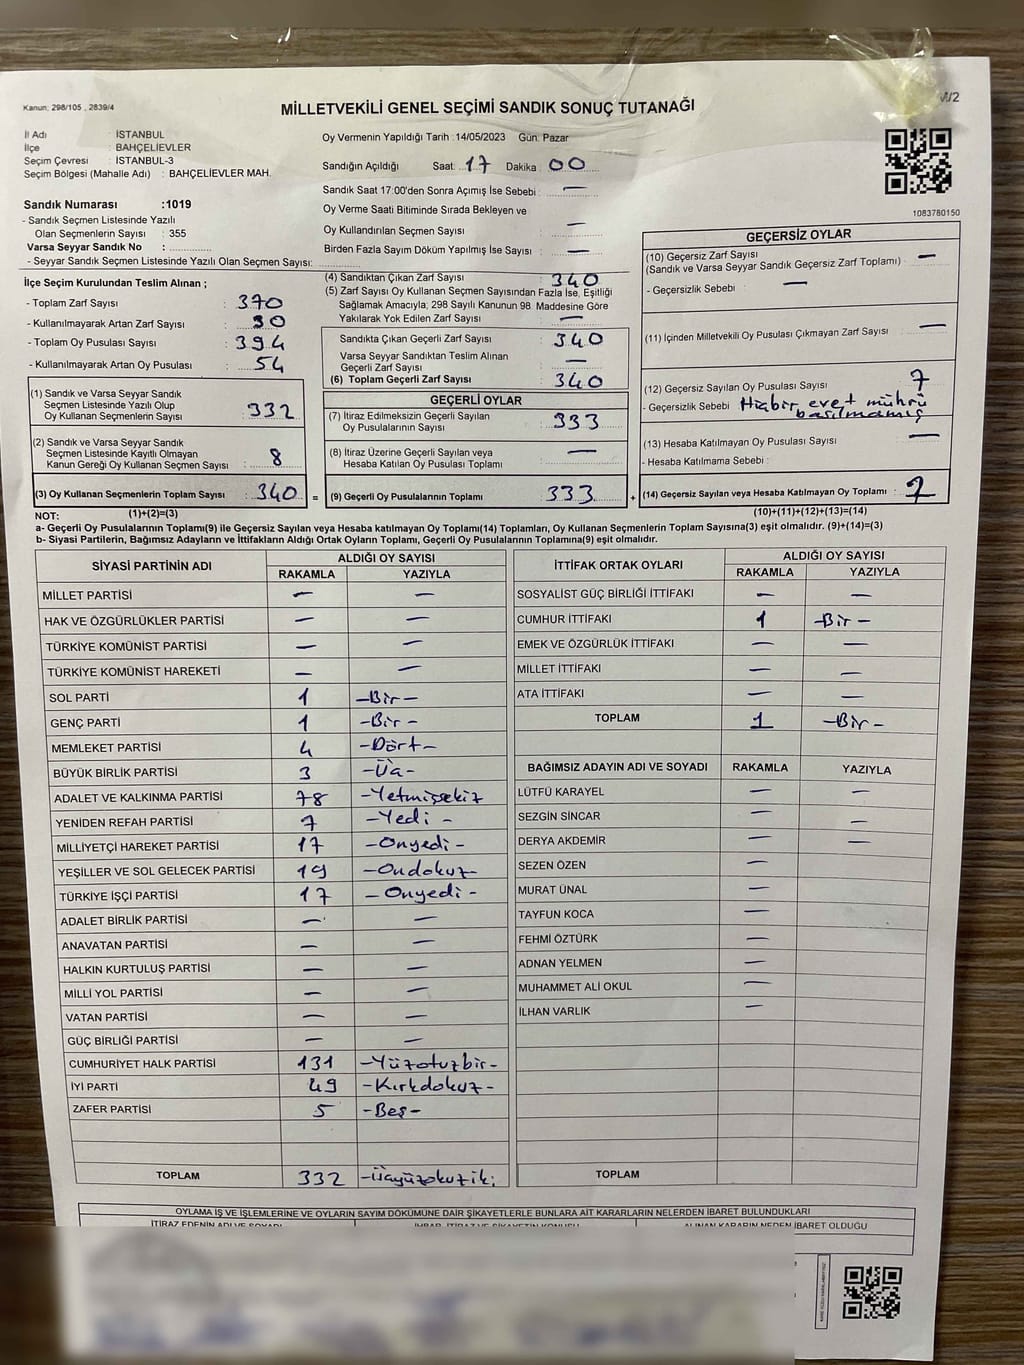 Kanun: 298/105 , 2839/4
MİLLETVEKİLİ GENEL SEÇİMİ SANDIK SONUÇ TUTANAĞI
M/2
İl Adı : İSTANBUL
İlçe : BAHÇELİEVLER
Seçim Çevresi : İSTANBUL-3
Seçim Bölgesi (Mahalle Adı) : BAHÇELİEVLER MAH.
Sandık Numarası :1019
- Sandık Seçmen Listesinde Yazılı
Olan Seçmenlerin Sayısı : 355
Varsa Seyyar Sandık No :
- Seyyar Sandık Seçmen Listesinde Yazılı Olan Seçmen Sayısı:
Oy Vermenin Yapıldığı Tarih :14/05/2023 Gün: Pazar
Sandığın Açıldığı Saat: 17 Dakika: 00
Sandık Saat 17:00'den Sonra Açımış İse Sebebi : —
Oy Verme Saati Bitiminde Sırada Bekleyen ve
Oy Kullandırılan Seçmen Sayısı : —
Birden Fazla Sayım Döküm Yapılmış İse Sayısı : —
1083780150
İlçe Seçim Kurulundan Teslim Alınan ;
- Toplam Zarf Sayısı : 370
- Kullanılmayarak Artan Zarf Sayısı : 30
- Toplam Oy Pusulası Sayısı : 394
- Kullanılmayarak Artan Oy Pusulası : 54
(1) Sandık ve Varsa Seyyar Sandık
Seçmen Listesinde Yazılı Olup
Oy Kullanan Seçmenlerin Sayısı : 332
(2) Sandık ve Varsa Seyyar Sandık
Seçmen Listesinde Kayıtlı Olmayan
Kanun Gereği Oy Kullanan Seçmen Sayısı : 8
(3) Oy Kullanan Seçmenlerin Toplam Sayısı : 340
(1)+(2)=(3)
(4) Sandıktan Çıkan Zarf Sayısı : 340
(5) Zarf Sayısı Oy Kullanan Seçmen Sayısından Fazla İse, Eşitliği
Sağlamak Amacıyla, 298 Sayılı Kanunun 98. Maddesine Göre
Yakılarak Yok Edilen Zarf Sayısı : —
Sandıkta Çıkan Geçerli Zarf Sayısı : 340
Varsa Seyyar Sandıktan Teslim Alınan
Geçerli Zarf Sayısı : —
(6) Toplam Geçerli Zarf Sayısı : 340
GEÇERLİ OYLAR
(7) İtiraz Edilmeksizin Geçerli Sayılan
Oy Pusulalarının Sayısı : 333
(8) İtiraz Üzerine Geçerli Sayılan veya
Hesaba Katılan Oy Pusulası Toplamı : —
= (9) Geçerli Oy Pusulalarının Toplamı : 333
GEÇERSİZ OYLAR
(10) Geçersiz Zarf Sayısı
(Sandık ve Varsa Seyyar Sandık Geçersiz Zarf Toplamı) : —
- Geçersizlik Sebebi : —
(11) İçinden Milletvekili Oy Pusulası Çıkmayan Zarf Sayısı : —
(12) Geçersiz Sayılan Oy Pusulası Sayısı : 7
- Geçersizlik Sebebi : Hiçbir evet mührü
basılmamış
(13) Hesaba Katılmayan Oy Pusulası Sayısı : —
- Hesaba Katılmama Sebebi :
+ (14) Geçersiz Sayılan veya Hesaba Katılmayan Oy Toplamı : 7
(10)+(11)+(12)+(13)=(14)
NOT:
a- Geçerli Oy Pusulalarının Toplamı(9) ile Geçersiz Sayılan veya Hesaba katılmayan Oy Toplamı(14) Toplamları, Oy Kullanan Seçmenlerin Toplam Sayısına(3) eşit olmalıdır. (9)+(14)=(3)
b- Siyasi Partilerin, Bağımsız Adayların ve İttifakların Aldığı Ortak Oyların Toplamı, Geçerli Oy Pusulalarının Toplamına(9) eşit olmalıdır.
SİYASİ PARTİNİN ADI ALDIĞI OY SAYISI
RAKAMLA YAZIYLA
MİLLET PARTİSİ — —
HAK VE ÖZGÜRLÜKLER PARTİSİ — —
TÜRKİYE KOMÜNİST PARTİSİ — —
TÜRKİYE KOMÜNİST HAREKETİ — —
SOL PARTİ 1 -Bir-
GENÇ PARTİ 1 -Bir-
MEMLEKET PARTİSİ 4 -Dört-
BÜYÜK BİRLİK PARTİSİ 3 -Üç-
ADALET VE KALKINMA PARTİSİ 78 -Yetmişsekiz
YENİDEN REFAH PARTİSİ 7 -Yedi-
MİLLİYETÇİ HAREKET PARTİSİ 17 -Onyedi-
YEŞİLLER VE SOL GELECEK PARTİSİ 19 -Ondokuz-
TÜRKİYE İŞÇİ PARTİSİ 17 -Onyedi-
ADALET BİRLİK PARTİSİ — —
ANAVATAN PARTİSİ — —
HALKIN KURTULUŞ PARTİSİ — —
MİLLİ YOL PARTİSİ — —
VATAN PARTİSİ — —
GÜÇ BİRLİĞİ PARTİSİ — —
CUMHURİYET HALK PARTİSİ 131 -Yüzotuzbir-
İYİ PARTİ 49 -Kırkdokuz-
ZAFER PARTİSİ 5 -Beş-
TOPLAM 332 -Üçyüzokuziki
İTTİFAK ORTAK OYLARI ALDIĞI OY SAYISI
RAKAMLA YAZIYLA
SOSYALİST GÜÇ BİRLİĞİ İTTİFAKI — —
CUMHUR İTTİFAKI 1 -Bir-
EMEK VE ÖZGÜRLÜK İTTİFAKI — —
MİLLET İTTİFAKI — —
ATA İTTİFAKI — —
TOPLAM 1 -Bir-
BAĞIMSIZ ADAYIN ADI VE SOYADI RAKAMLA YAZIYLA
LÜTFÜ KARAYEL — —
SEZGİN SİNCAR — —
DERYA AKDEMİR — —
SEZEN ÖZEN —
MURAT ÜNAL —
TAYFUN KOCA —
FEHMİ ÖZTÜRK —
ADNAN YELMEN —
MUHAMMET ALİ OKUL —
İLHAN VARLIK —
TOPLAM
OYLAMA İŞ VE İŞLEMLERİNE VE OYLARIN SAYIM DÖKÜMÜNE DAİR ŞİKAYETLERLE BUNLARA AİT KARARLARIN NELERDEN İBARET BULUNDUKLARI
İTİRAZ EDENİN ADI VE SOYADI İHBAR, İTİRAZ VE ŞİKAYETİN KONUSU ALINAN KARARIN NEDEN İBARET OLDUĞU